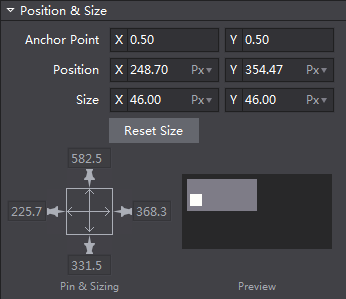 Position & Size
Anchor Point X 0.50 Y 0.50
Position X 248.70 Px Y 354.47 Px
Size X 46.00 Px Y 46.00 Px
Reset Size
582.5
225.7 368.3
331.5
Pin & Sizing Preview